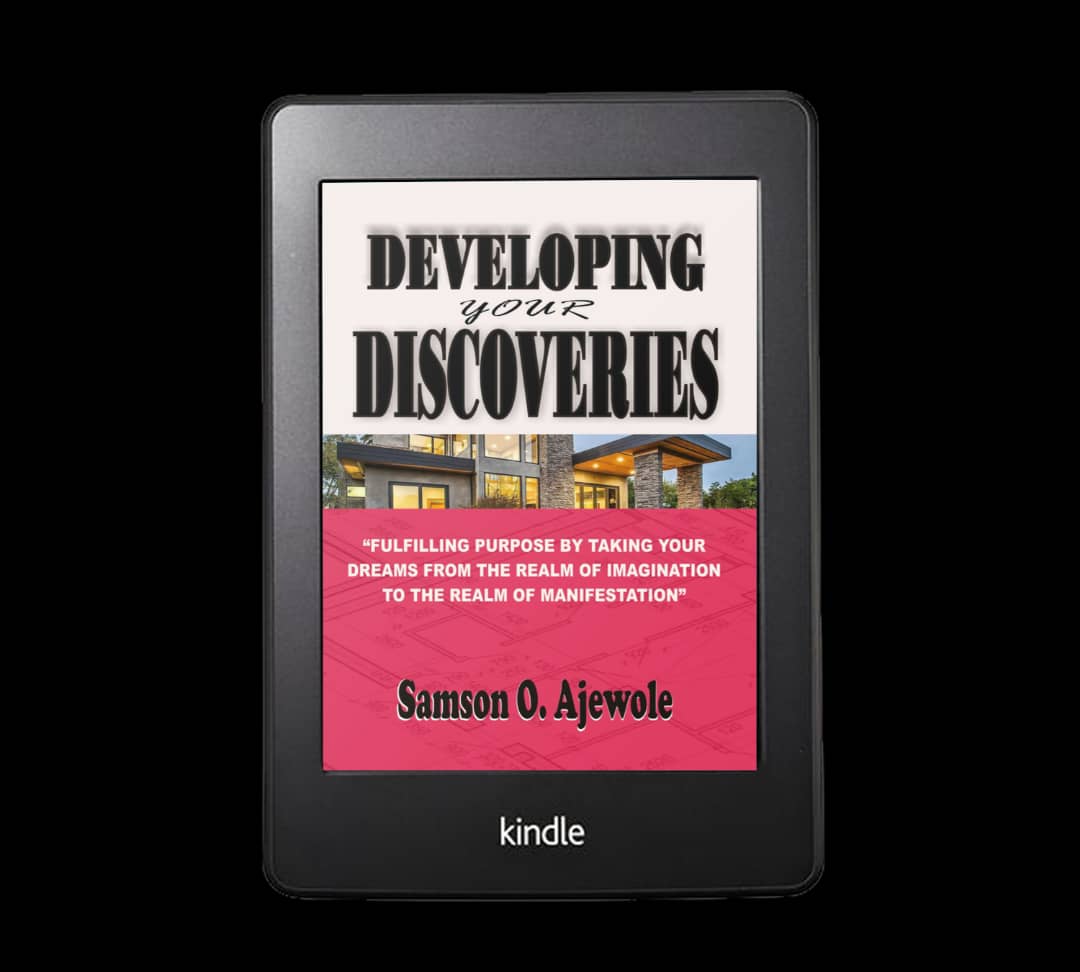 DEVELOPING
YOUR
DISCOVERIES
“FULFILLING PURPOSE BY TAKING YOUR
DREAMS FROM THE REALM OF IMAGINATION
TO THE REALM OF MANIFESTATION”
Samson O. Ajewole
kindle